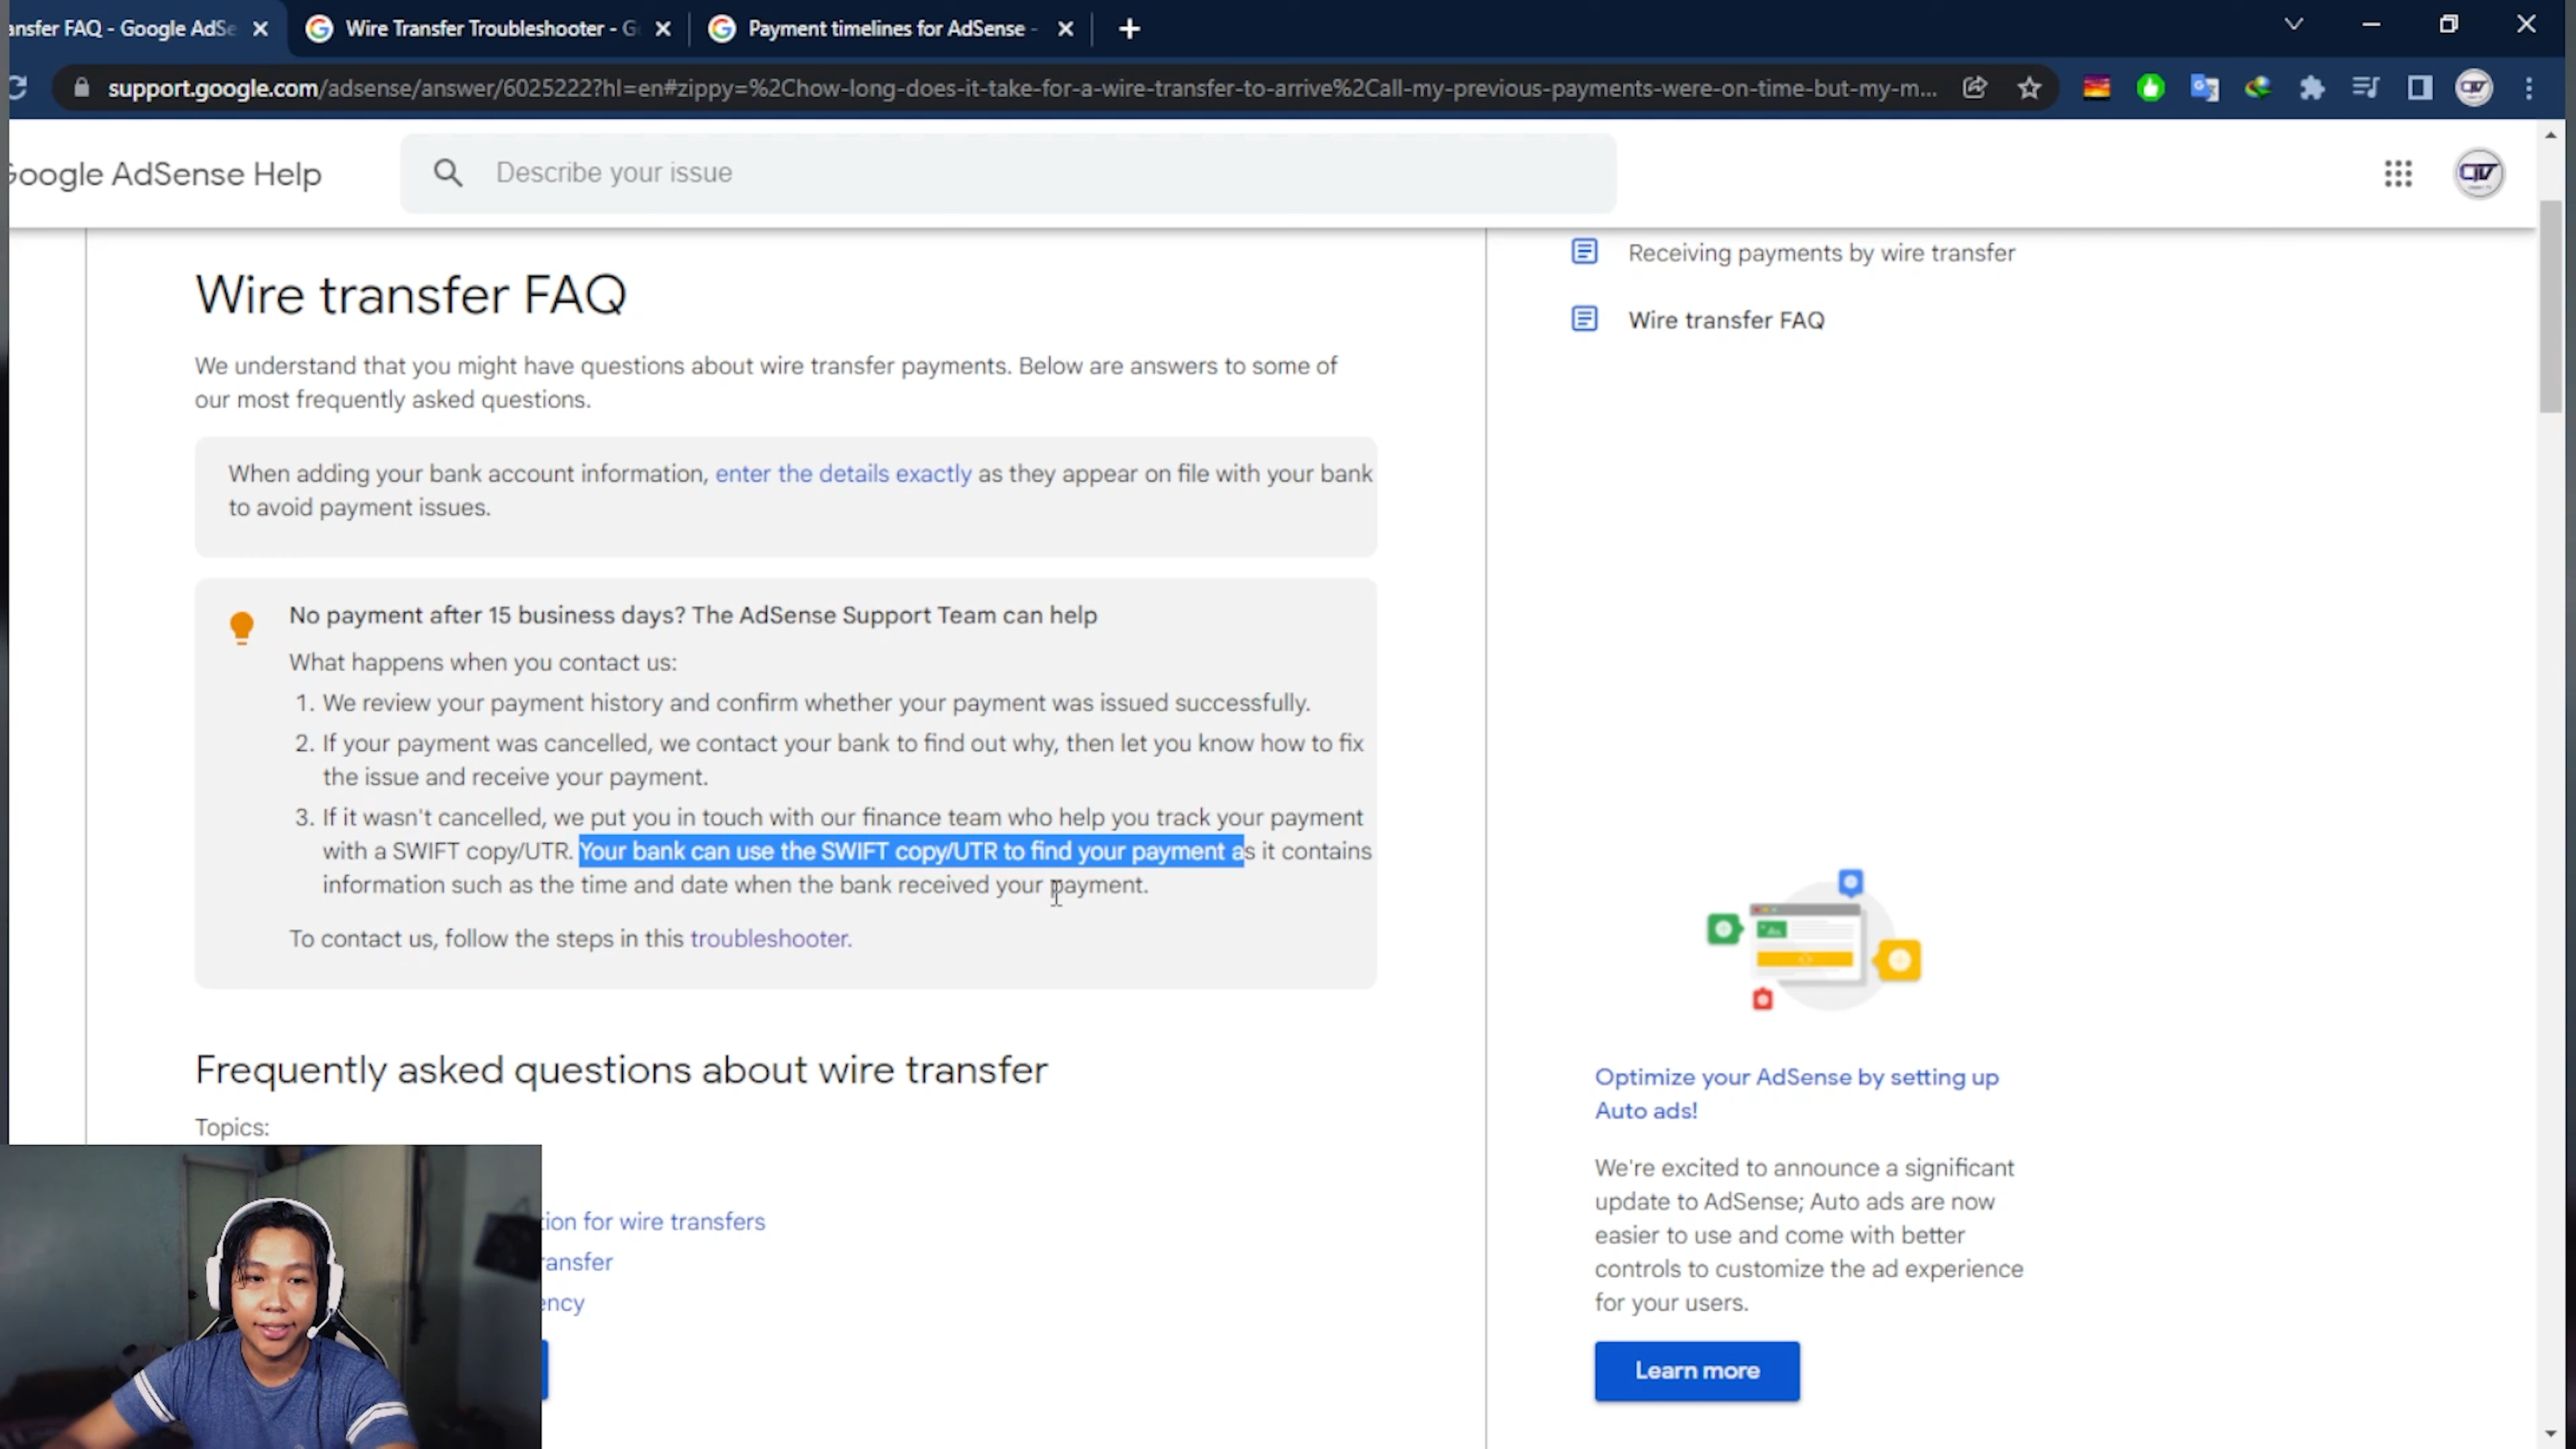 ansfer FAQ - Google AdSe
Wire Transfer Troubleshooter - G
Payment timelines for AdSense -
support.google.com/adsense/answer/6025222?hl=en#zippy=%2Chow-long-does-it-take-for-a-wire-transfer-to-arrive%2Call-my-previous-payments-were-on-time-but-my-m...
Google AdSense Help
Describe your issue
Receiving payments by wire transfer
Wire transfer FAQ
Wire transfer FAQ
We understand that you might have questions about wire transfer payments. Below are answers to some of
our most frequently asked questions.
When adding your bank account information, enter the details exactly as they appear on file with your bank
to avoid payment issues.
No payment after 15 business days? The AdSense Support Team can help
What happens when you contact us:
1. We review your payment history and confirm whether your payment was issued successfully.
2. If your payment was cancelled, we contact your bank to find out why, then let you know how to fix
the issue and receive your payment.
3. If it wasn't cancelled, we put you in touch with our finance team who help you track your payment
with a SWIFT copy/UTR. Your bank can use the SWIFT copy/UTR to find your payment as it contains
information such as the time and date when the bank received your payment.
To contact us, follow the steps in this troubleshooter.
Frequently asked questions about wire transfer
Topics:
tion for wire transfers
ransfer
ency
Optimize your AdSense by setting up
Auto ads!
We're excited to announce a significant
update to AdSense; Auto ads are now
easier to use and come with better
controls to customize the ad experience
for your users.
Learn more